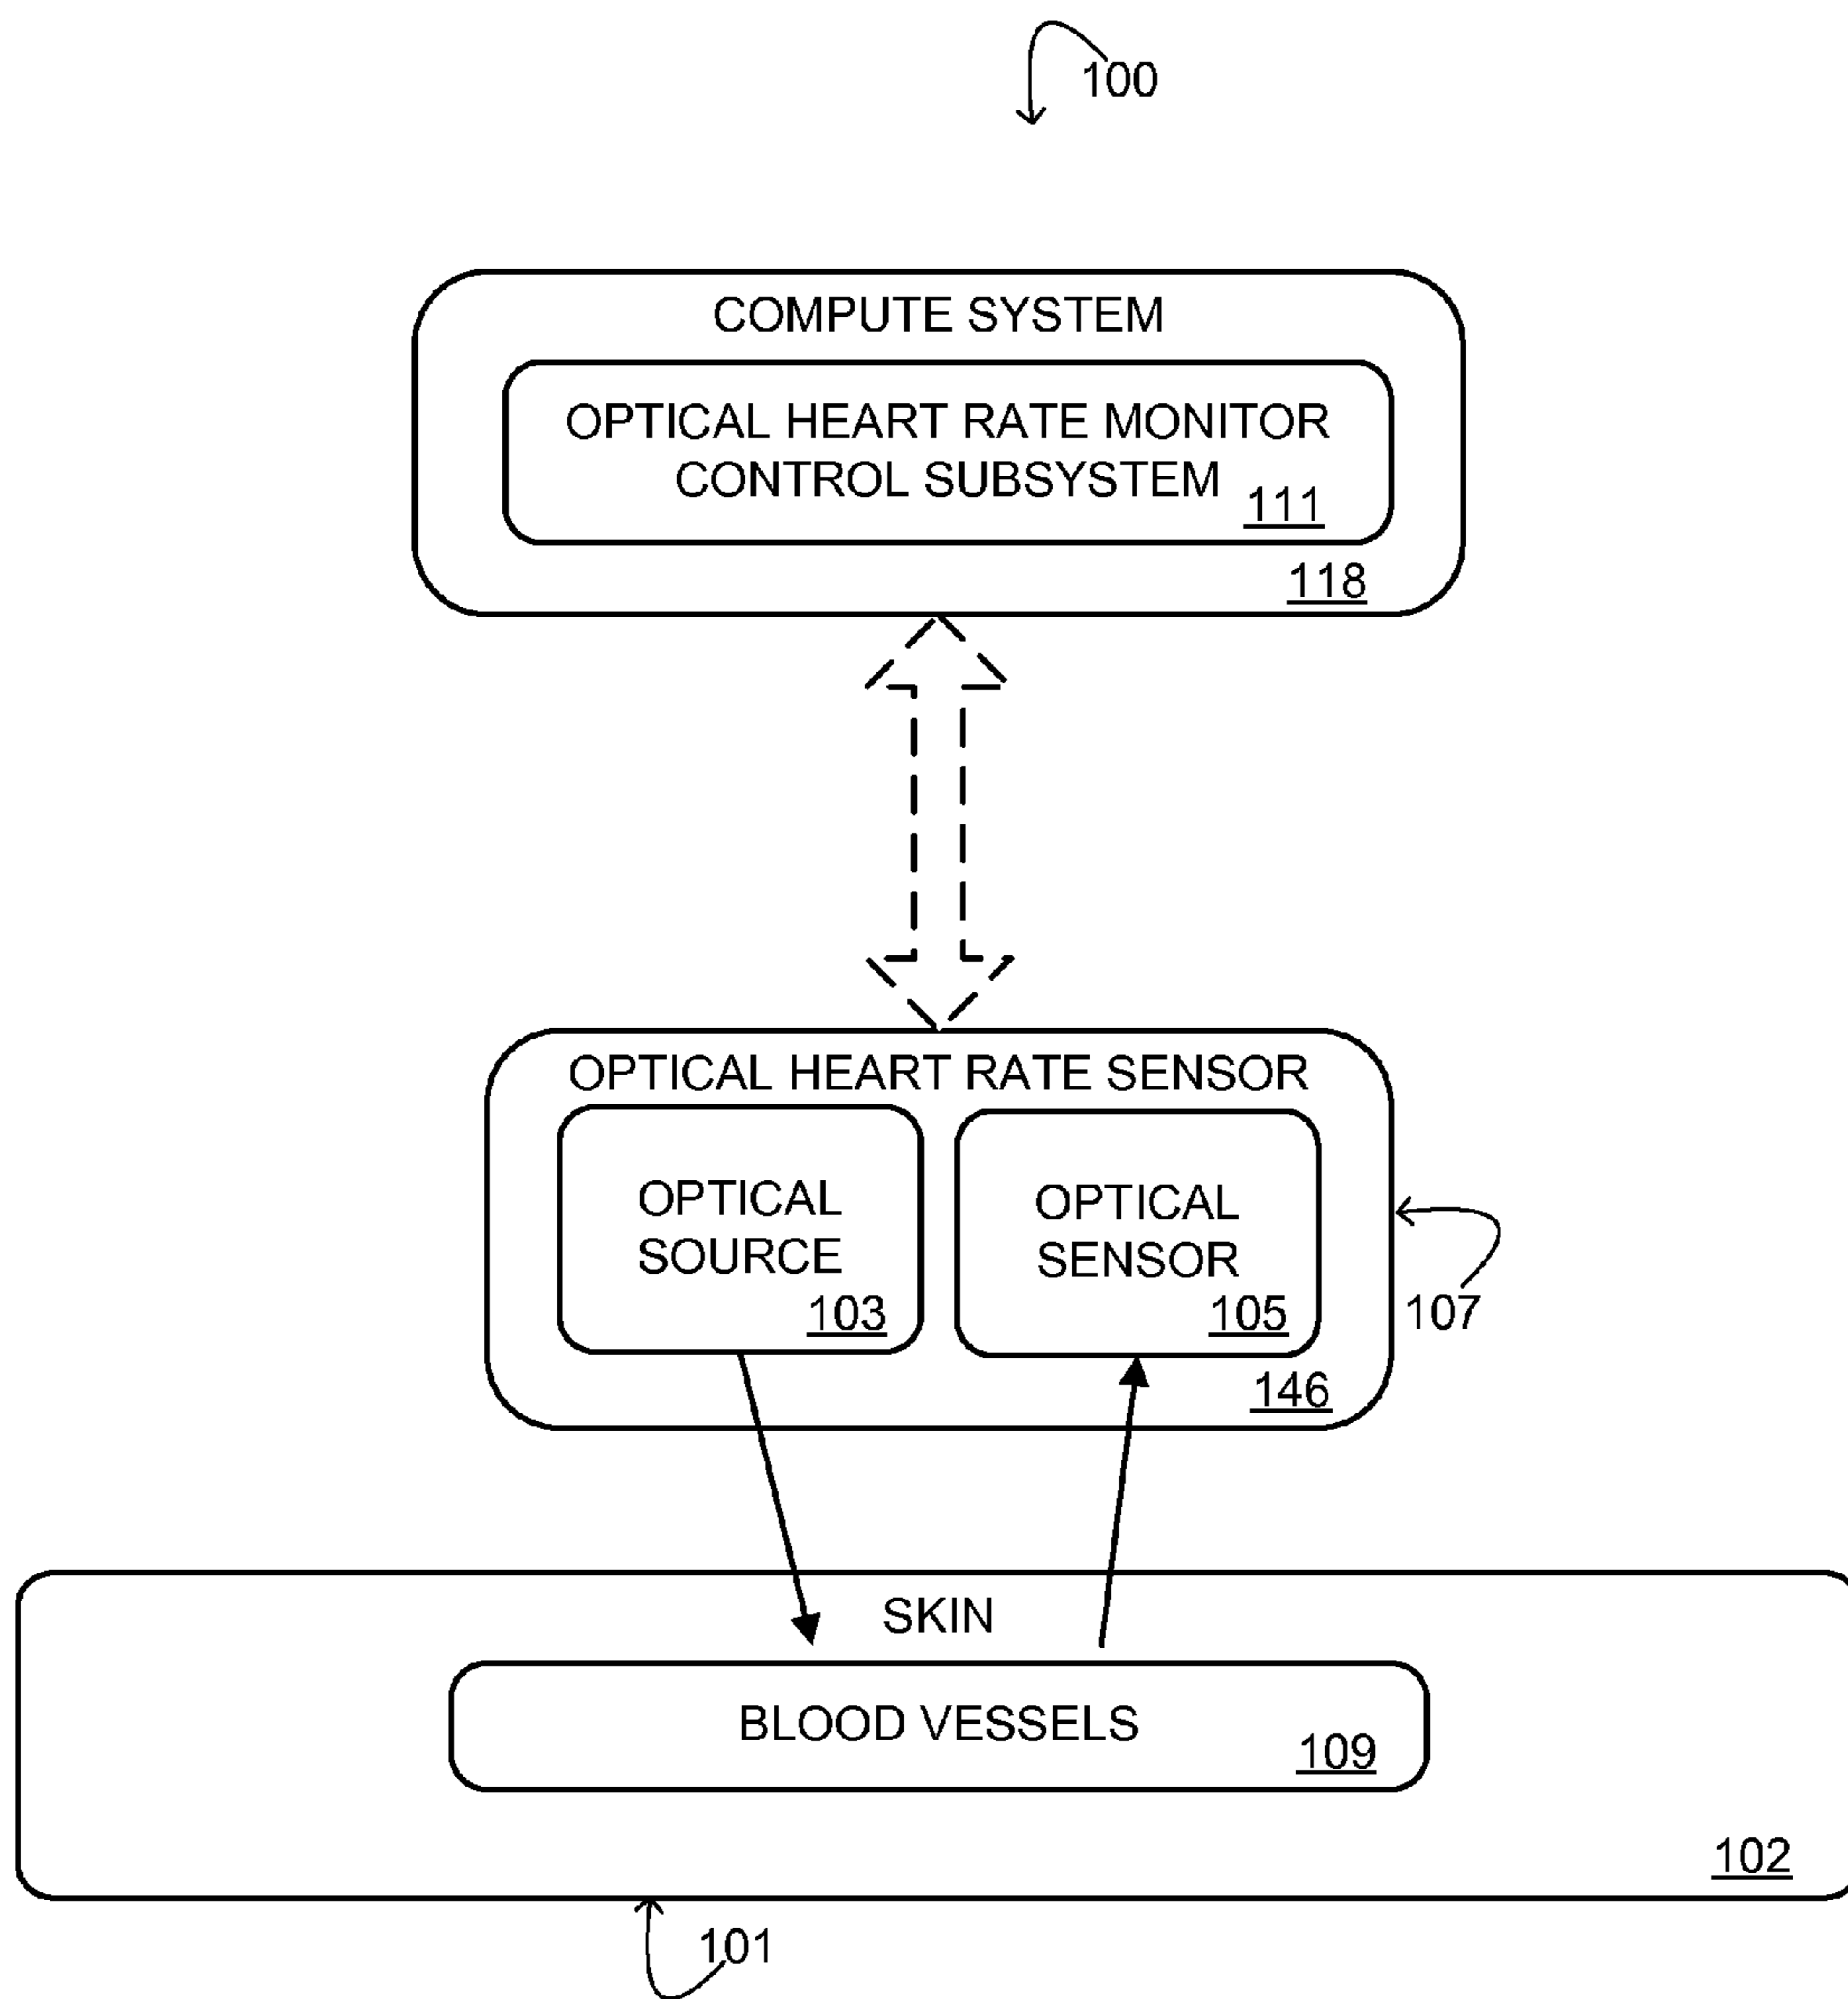 100
COMPUTE SYSTEM
OPTICAL HEART RATE MONITOR
CONTROL SUBSYSTEM
111
118
OPTICAL HEART RATE SENSOR
OPTICAL
SOURCE
103
OPTICAL
SENSOR
105
107
146
SKIN
BLOOD VESSELS
109
102
101